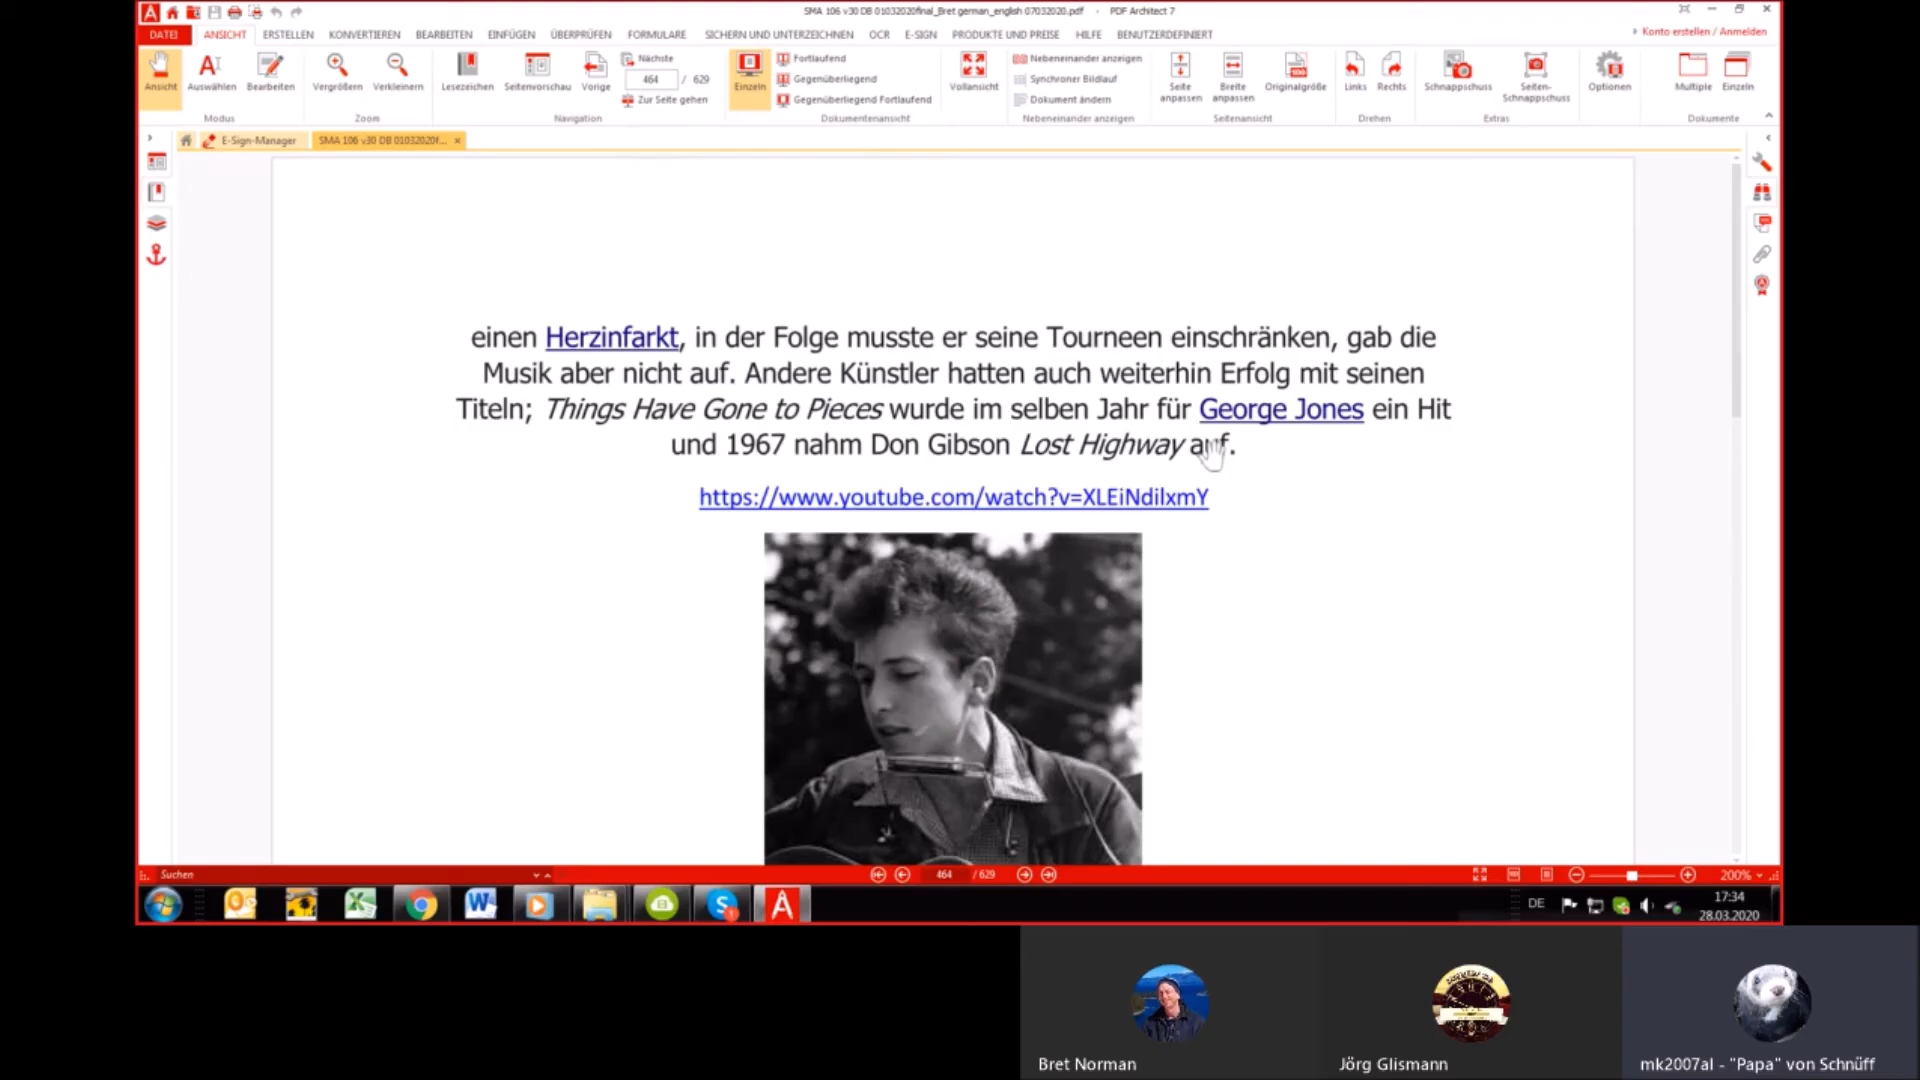 SMA 106 v30 DB 01032020final_Bret german_english 07032020.pdf - PDF Architect 7
DATEI ANSICHT ERSTELLEN KONVERTIEREN BEARBEITEN EINFÜGEN ÜBERPRÜFEN FORMULARE SICHERN UND UNTERZEICHNEN OCR E-SIGN PRODUKTE UND PREISE HILFE BENUTZERDEFINIERT Konto erstellen / Anmelden
Ansicht Auswählen Bearbeiten
Modus
Vergrößern Verkleinern
Zoom
Lesezeichen Seitenvorschau Vorige
Nächste
464 / 629
Zur Seite gehen
Navigation
Einzeln
Fortlaufend
Gegenüberliegend
Gegenüberliegend Fortlaufend
Dokumentenansicht
Vollansicht
Nebeneinander anzeigen
Synchroner Bildlauf
Dokument ändern
Nebeneinander anzeigen
Seite anpassen
Breite anpassen
Originalgröße
Seitenansicht
Links Rechts
Drehen
Schnappschuss
Seiten-Schnappschuss
Extras
Optionen
Multiple Einzeln
Dokumente
E-Sign-Manager
SMA 106 v30 DB 01032020f...
einen Herzinfarkt, in der Folge musste er seine Tourneen einschränken, gab die
Musik aber nicht auf. Andere Künstler hatten auch weiterhin Erfolg mit seinen
Titeln; Things Have Gone to Pieces wurde im selben Jahr für George Jones ein Hit
und 1967 nahm Don Gibson Lost Highway auf.
https://www.youtube.com/watch?v=XLEiNdilxmY
Suchen
464 / 629
200%
DE
17:34
28.03.2020
Bret Norman
Jörg Glismann
mk2007al - "Papa" von Schnüff